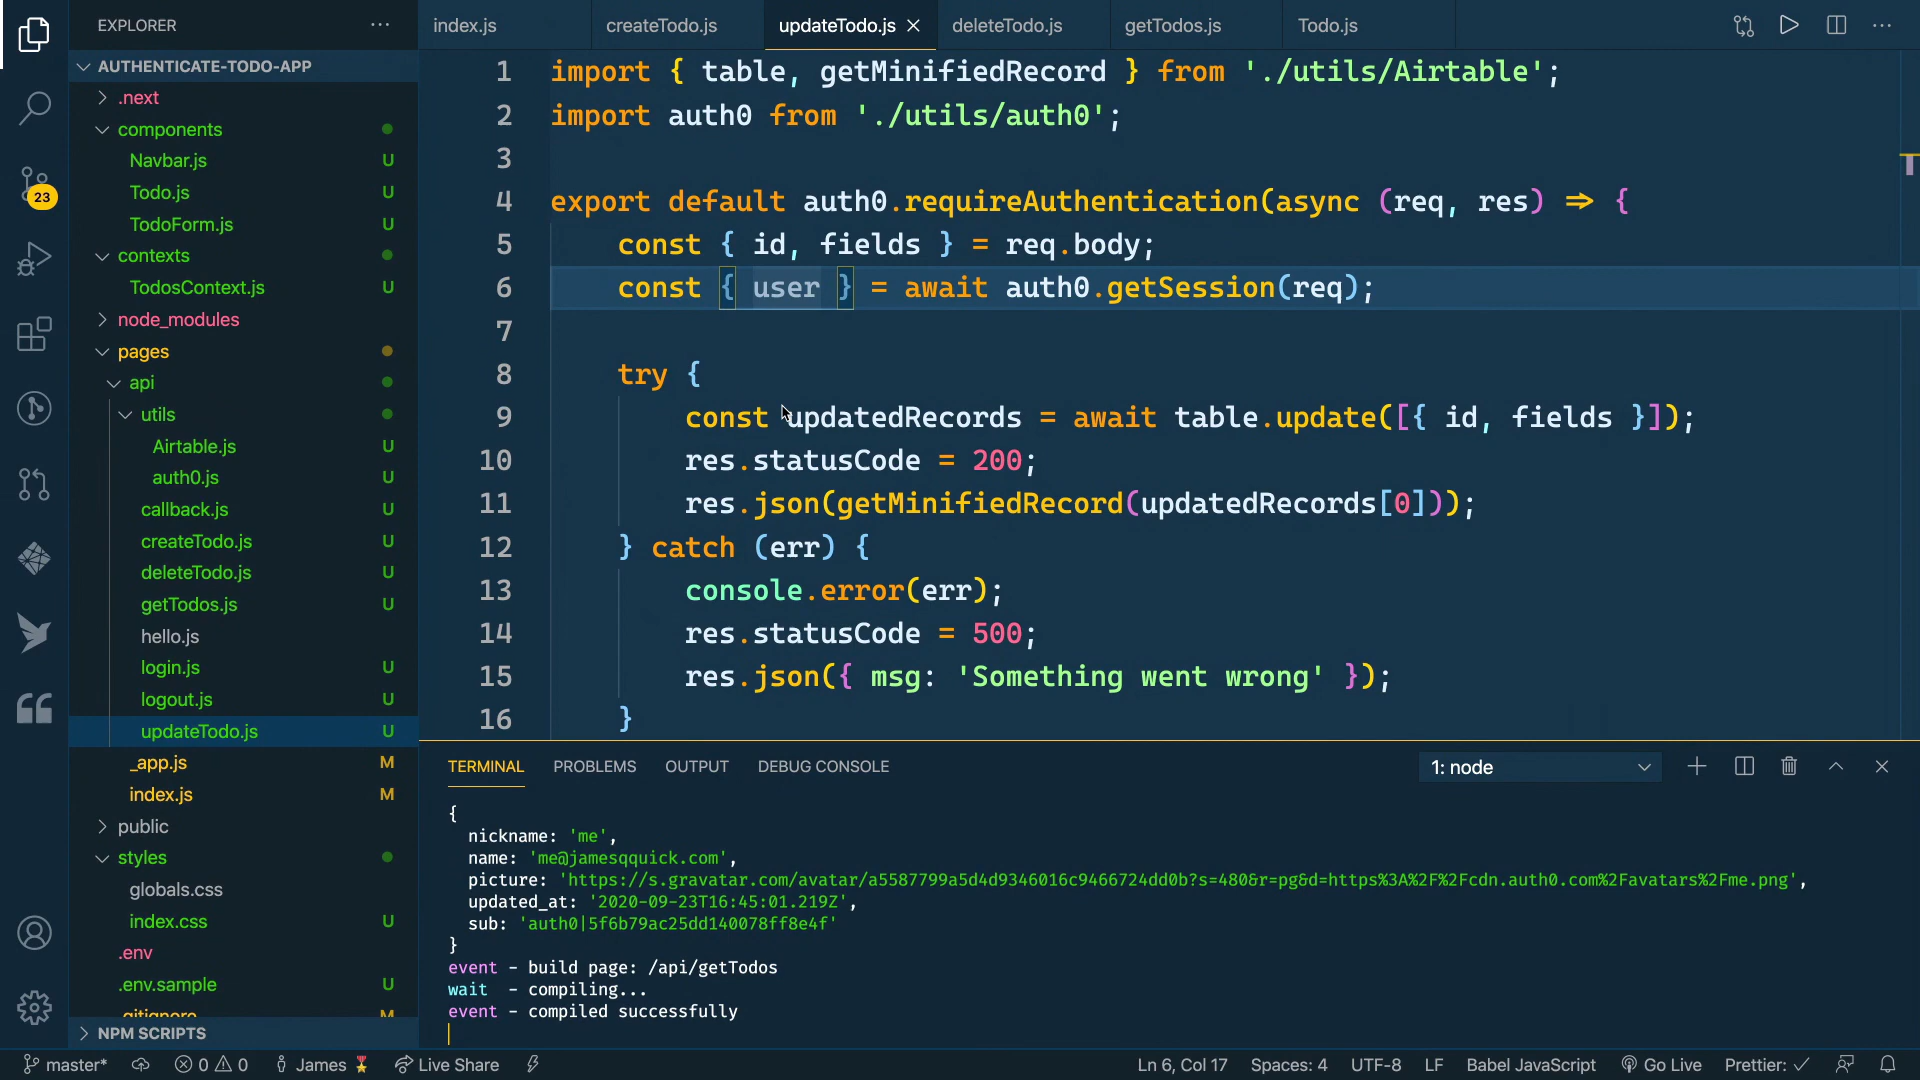 EXPLORER
AUTHENTICATE-TODO-APP
.next
components
Navbar.js U
Todo.js U
TodoForm.js U
contexts
TodosContext.js U
node_modules
pages
api
utils
Airtable.js U
auth0.js U
callback.js U
createTodo.js U
deleteTodo.js U
getTodos.js U
hello.js
login.js U
logout.js U
updateTodo.js U
_app.js M
index.js M
public
styles
globals.css
index.css U
.env
.env.sample U
.gitignore M
NPM SCRIPTS
23
index.js createTodo.js updateTodo.js deleteTodo.js getTodos.js Todo.js
1 import { table, getMinifiedRecord } from './utils/Airtable';
2 import auth0 from './utils/auth0';
3
4 export default auth0.requireAuthentication(async (req, res) => {
5 const { id, fields } = req.body;
6 const { user } = await auth0.getSession(req);
7
8 try {
9 const updatedRecords = await table.update([{ id, fields }]);
10 res.statusCode = 200;
11 res.json(getMinifiedRecord(updatedRecords[0]));
12 } catch (err) {
13 console.error(err);
14 res.statusCode = 500;
15 res.json({ msg: 'Something went wrong' });
16 }
TERMINAL PROBLEMS OUTPUT DEBUG CONSOLE 1: node
{
nickname: 'me',
name: 'me@jamesqquick.com',
picture: 'https://s.gravatar.com/avatar/a5587799a5d4d9346016c9466724dd0b?s=480&r=pg&d=https%3A%2F%2Fcdn.auth0.com%2Favatars%2Fme.png',
updated_at: '2020-09-23T16:45:01.219Z',
sub: 'auth0|5f6b79ac25dd140078ff8e4f'
}
event - build page: /api/getTodos
wait - compiling...
event - compiled successfully
master* 0 0 James Live Share Ln 6, Col 17 Spaces: 4 UTF-8 LF Babel JavaScript Go Live Prettier: ✓